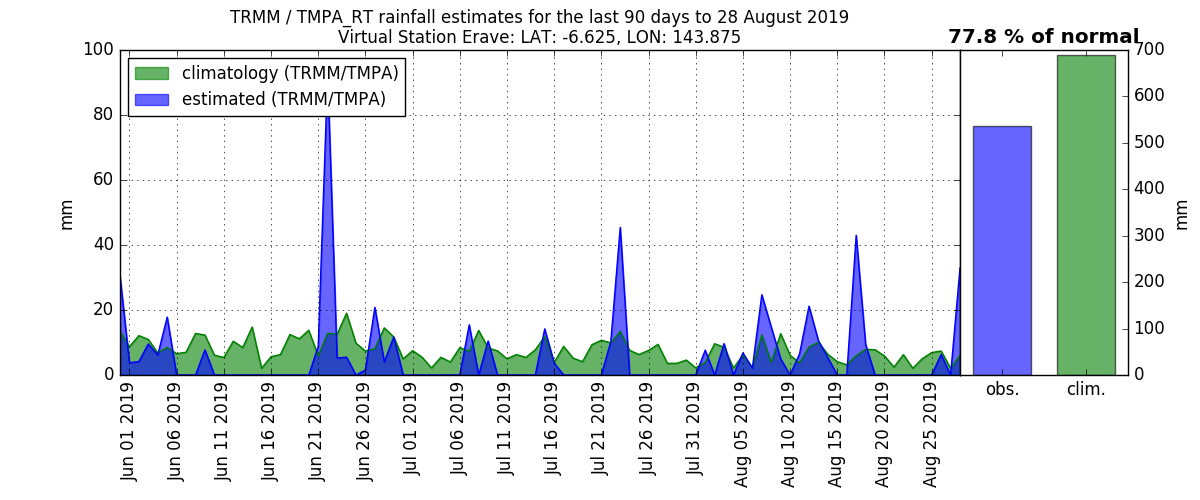 TRMM / TMPA_RT rainfall estimates for the last 90 days to 28 August 2019
Virtual Station Erave: LAT: -6.625, LON: 143.875
77.8 % of normal
climatology (TRMM/TMPA)
estimated (TRMM/TMPA)
100
80
60
40
20
0
mm
Jun 01 2019
Jun 06 2019
Jun 11 2019
Jun 16 2019
Jun 21 2019
Jun 26 2019
Jul 01 2019
Jul 06 2019
Jul 11 2019
Jul 16 2019
Jul 21 2019
Jul 26 2019
Jul 31 2019
Aug 05 2019
Aug 10 2019
Aug 15 2019
Aug 20 2019
Aug 25 2019
obs.
clim.
700
600
500
400
300
200
100
0
mm